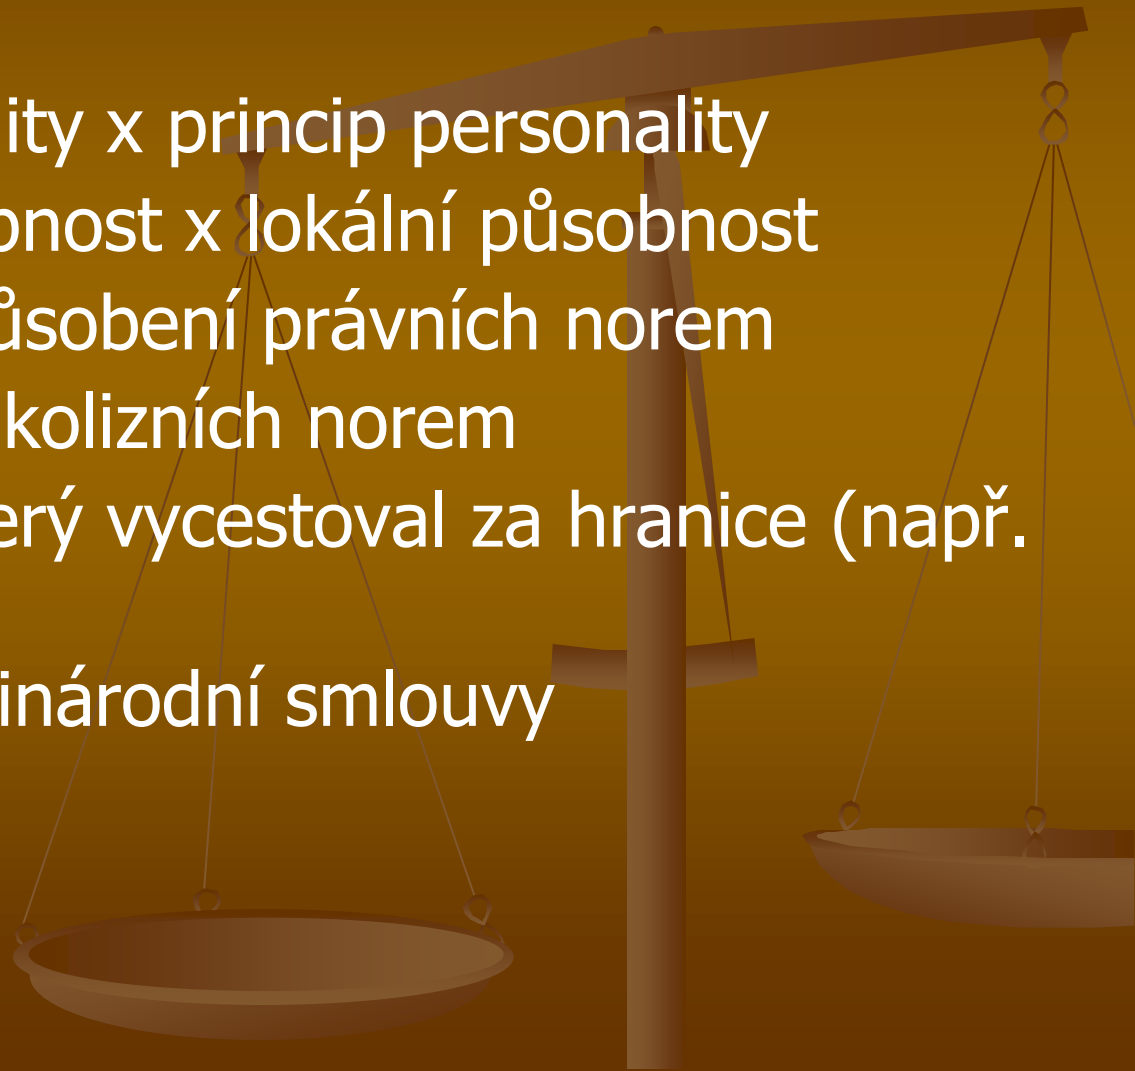 ity x princip personality
bnost x lokální působnost
ůsobení právních norem
kolizních norem
erý vycestoval za hranice (např.
inárodní smlouvy